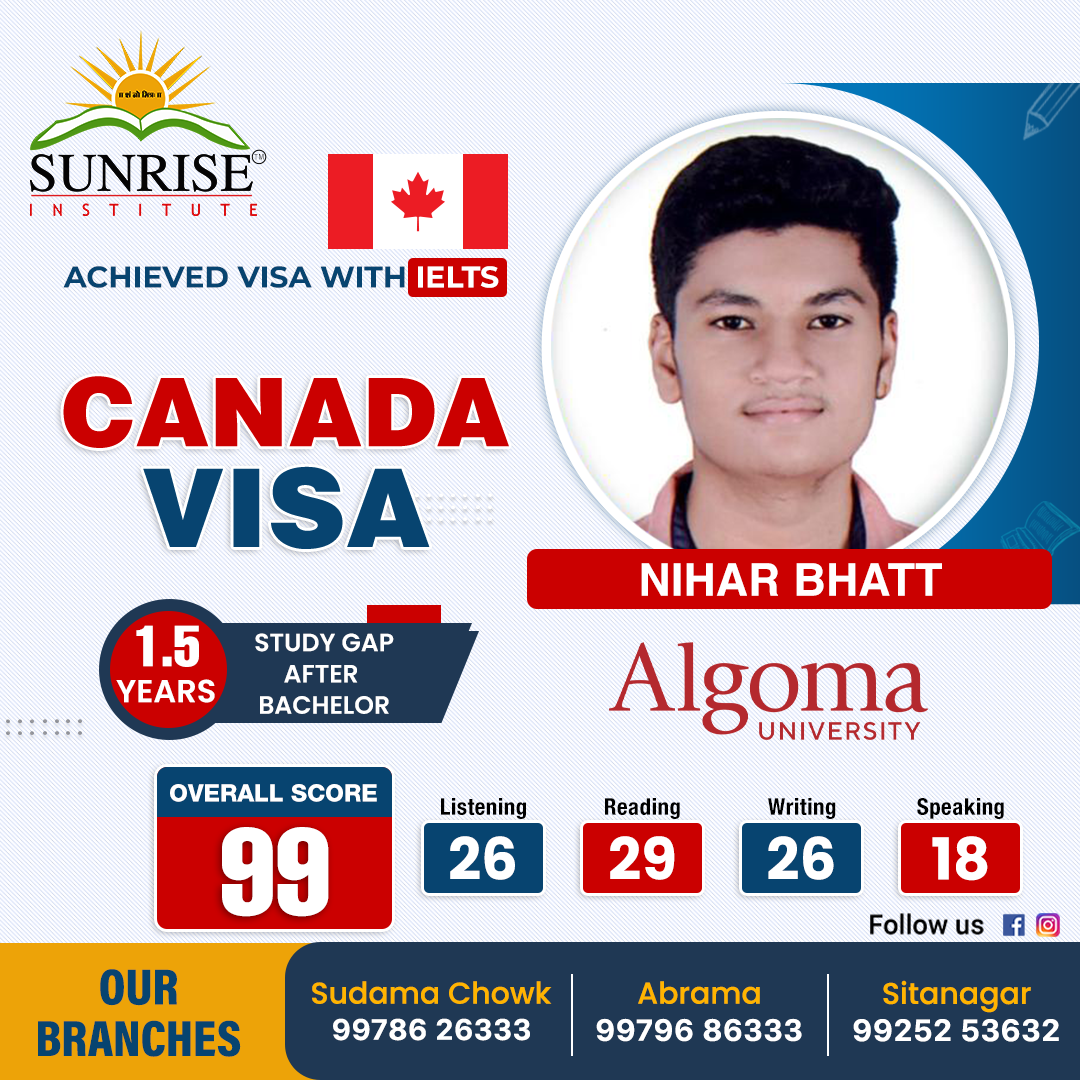 SUNRISE TM
INSTITUTE
ACHIEVED VISA WITH IELTS
CANADA
VISA
NIHAR BHATT
1.5
YEARS
STUDY GAP
AFTER
BACHELOR
Algoma
UNIVERSITY
OVERALL SCORE
99
Listening
26
Reading
29
Writing
26
Speaking
18
Follow us
OUR
BRANCHES
Sudama Chowk
99786 26333
Abrama
99796 86333
Sitanagar
99252 53632